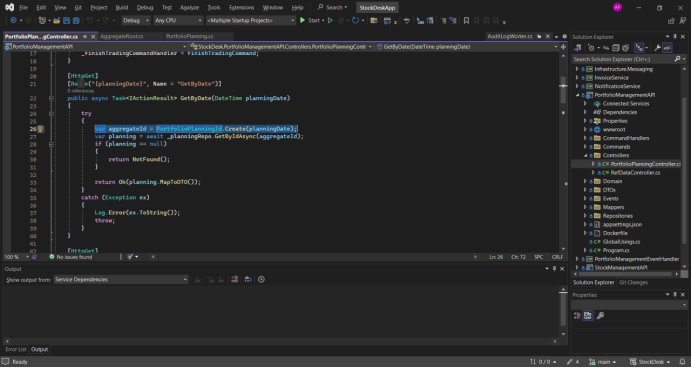 File Edit View Git Project Build Debug Test Analyze Tools Extensions Window Help Search StockDeskApp
Debug Any CPU <Multiple Startup Projects> Start
PortfolioPlan...gController.cs AggregateRoot.cs PortfolioPlanning.cs AuditLogWorker.cs
PortfolioManagementAPI StockDesk.PortfolioManagementAPI.Controllers.PortfolioPlanningContr GetByDate(DateTime planningDate)
17 _finishTradingCommandHandler = finishTradingCommand;
18 }
19
20 [HttpGet]
21 [Route("{planningDate}", Name = "GetByDate")]
0 references
22 public async Task<IActionResult> GetByDate(DateTime planningDate)
23 {
24 try
25 {
26 var aggregateId = PortfolioPlanningId.Create(planningDate);
27 var planning = await _planningRepo.GetByIdAsync(aggregateId);
28 if (planning == null)
29 {
30 return NotFound();
31 }
32
33 return Ok(planning.MapToDTO());
34 }
35 catch (Exception ex)
36 {
37 Log.Error(ex.ToString());
38 throw;
39 }
40 }
41
42 [HttpGet]
100 % No issues found Ln: 26 Ch: 72 SPC CRLF
Output
Show output from: Service Dependencies
Error List Output
Solution Explorer
Search Solution Explorer (Ctrl+;)
Infrastructure.Messaging
InvoiceService
NotificationService
PortfolioManagementAPI
Connected Services
Dependencies
Properties
wwwroot
CommandHandlers
Commands
Controllers
C# PortfolioPlanningController.cs
C# RefDataController.cs
Domain
DTOs
Events
Mappers
Repositories
appsettings.json
Dockerfile
C# GlobalUsings.cs
C# Program.cs
PortfolioManagementEventHandler
StockManagementAPI
Solution Explorer Git Changes
Properties
Ready 0 / 0 4 main StockDesk